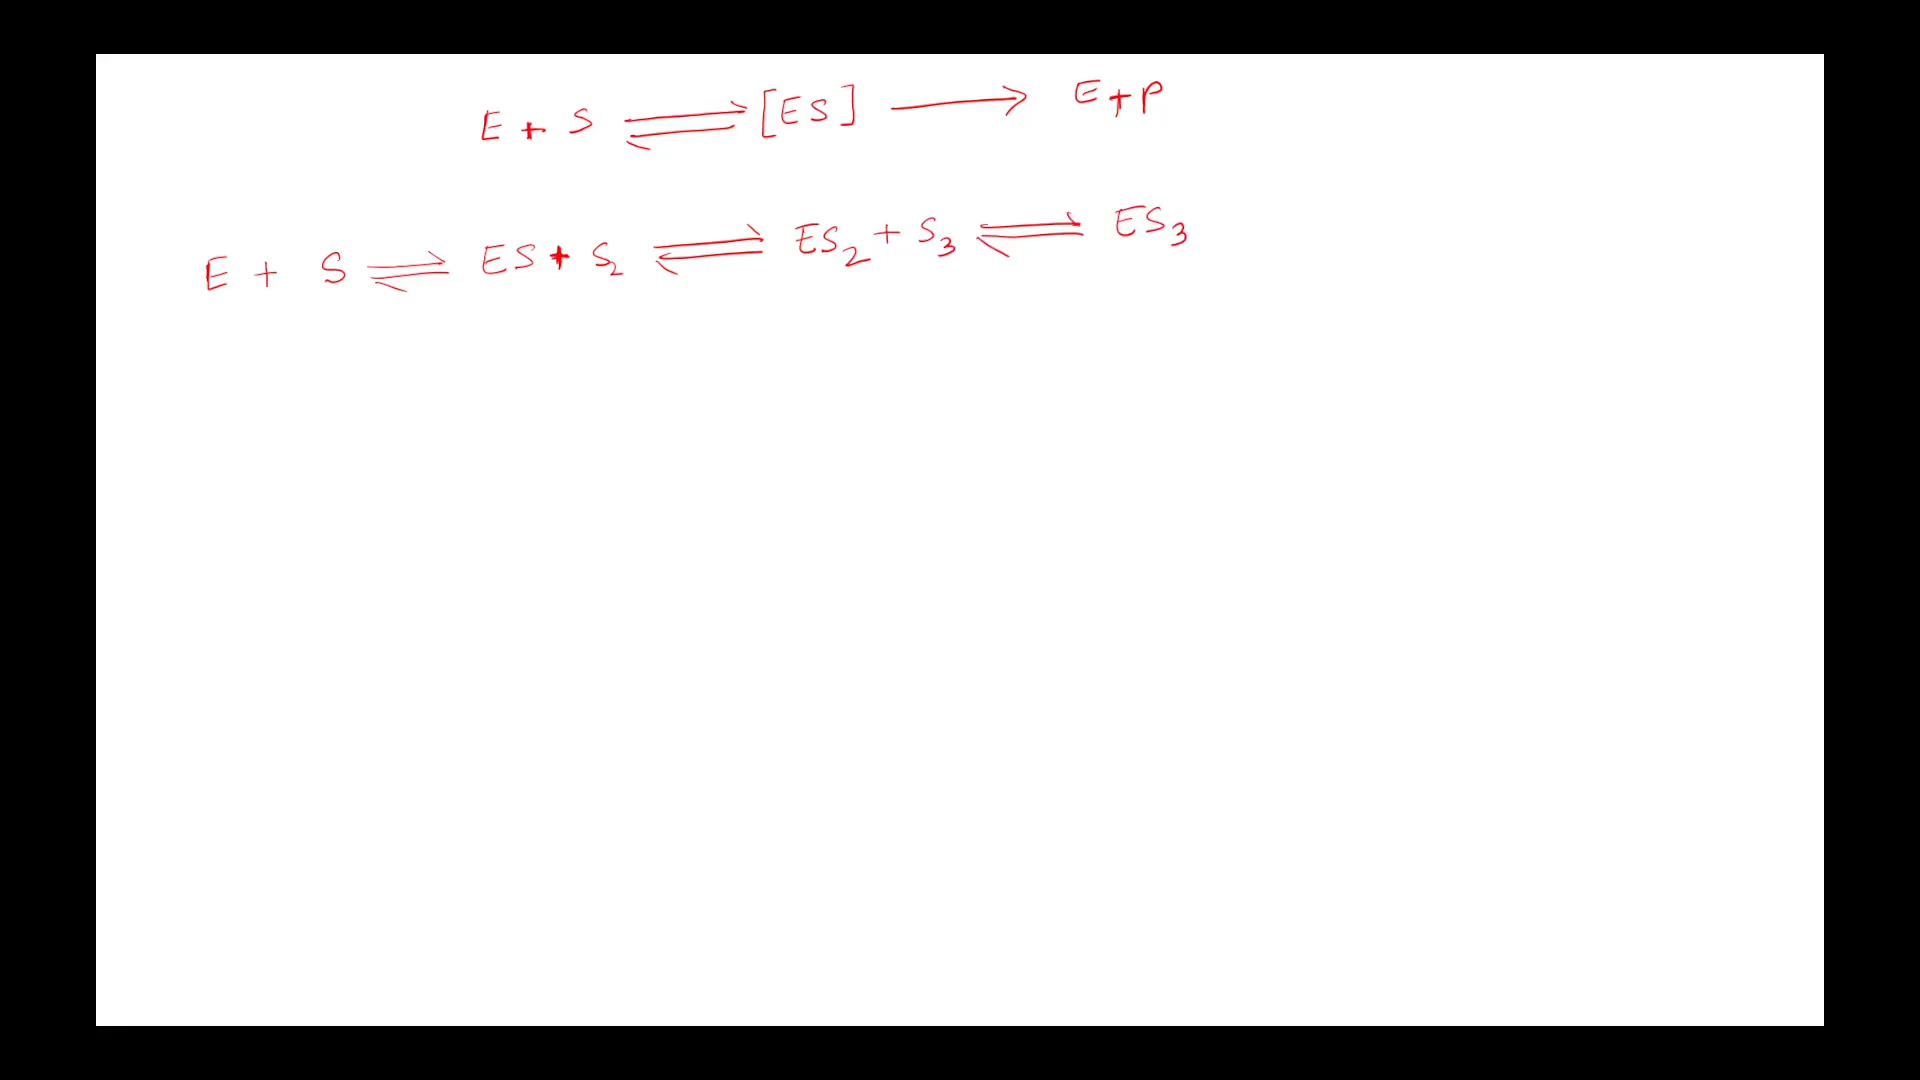 E + S ⇌ [ES] ⟶ E+P
E + S ⇌ ES + S₂ ⇌ ES₂ + S₃ ⇌ ES₃